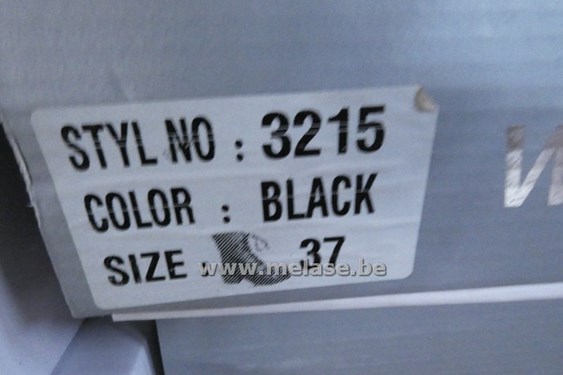 STYL NO : 3215
COLOR : BLACK
SIZE : 37
www.melase.be